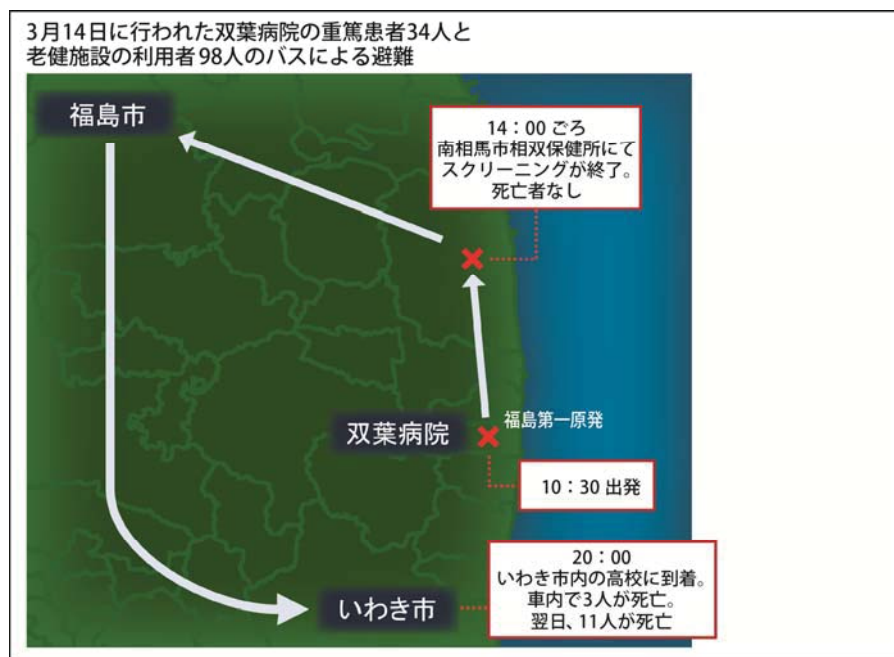 3月14日に行われた双葉病院の重篤患者34人と
老健施設の利用者98人のバスによる避難
福島市
14：00 ごろ
南相馬市相双保健所にて
スクリーニングが終了。
死亡者なし
福島第一原発
双葉病院
10：30 出発
20：00
いわき市内の高校に到着。
車内で3人が死亡。
翌日、11人が死亡
いわき市